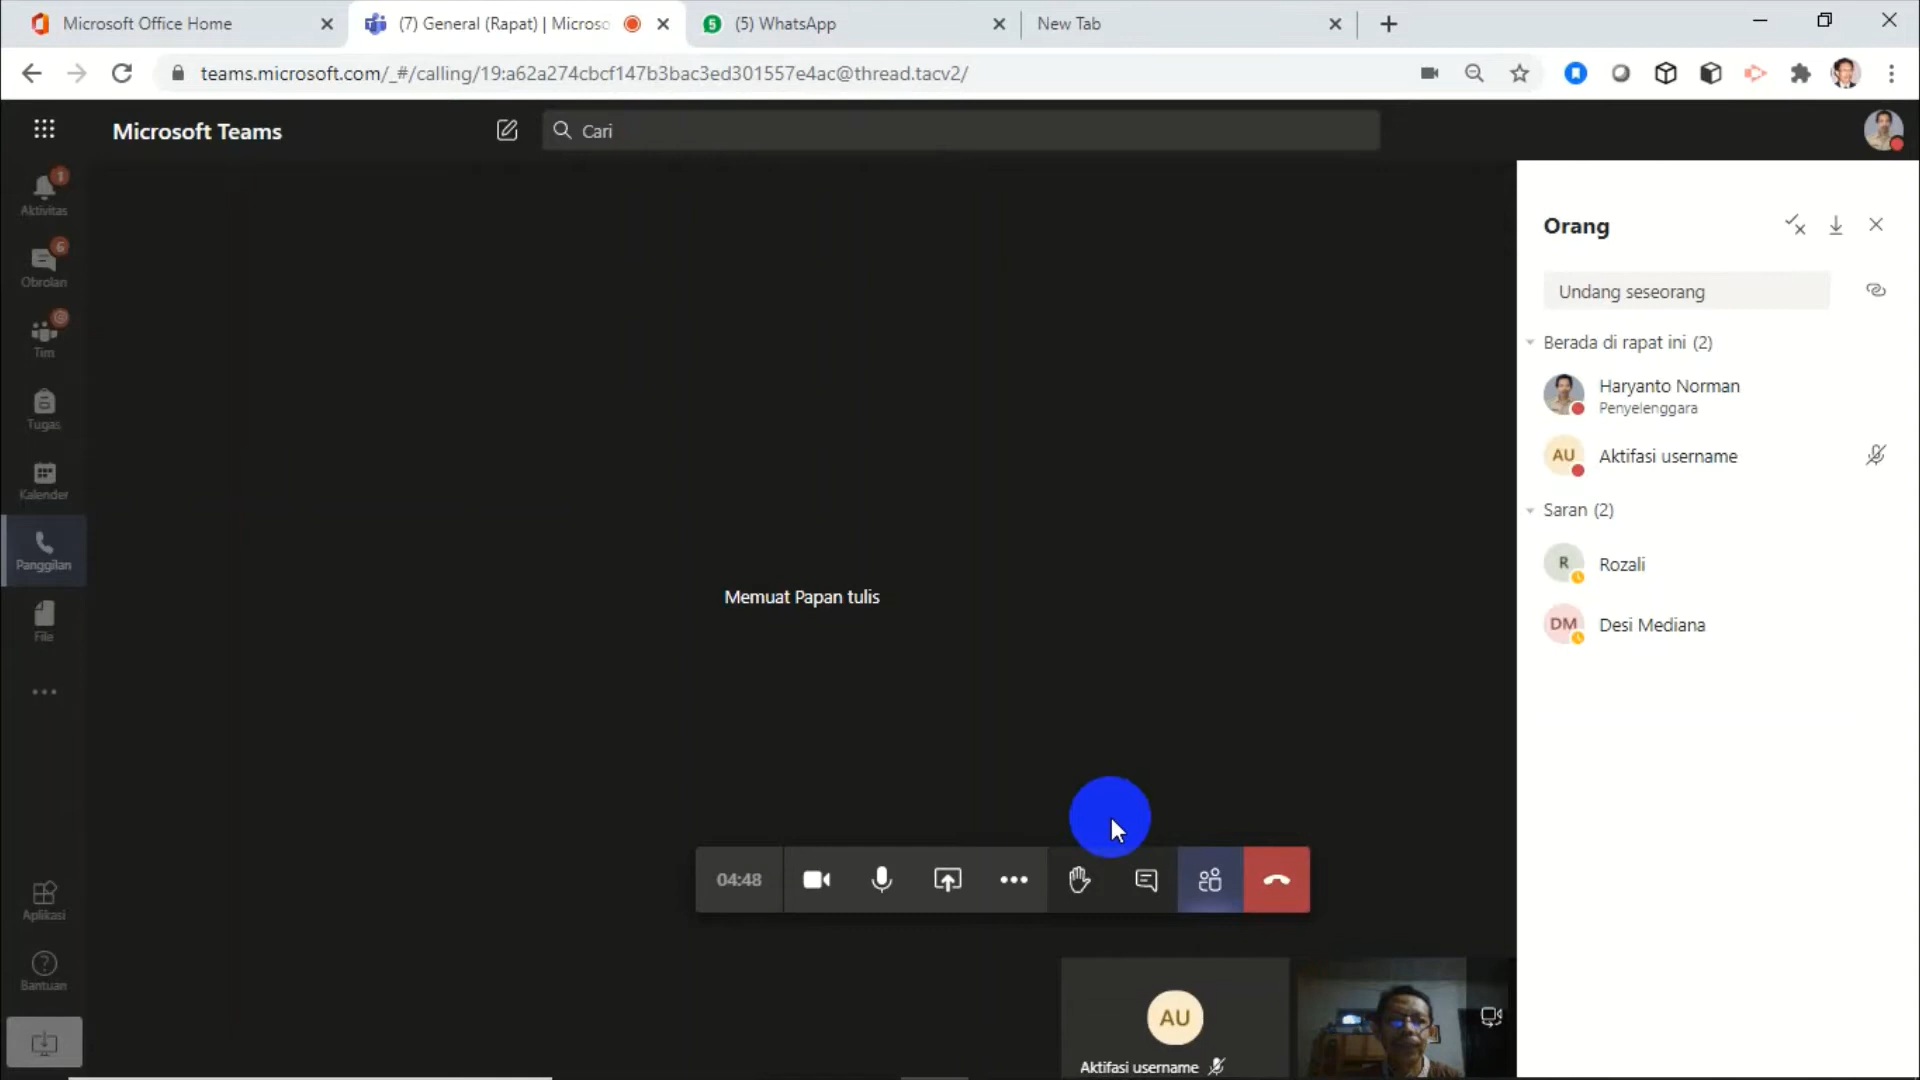 Microsoft Office Home
(7) General (Rapat) | Microso
5
(5) WhatsApp
New Tab
teams.microsoft.com/_#/calling/19:a62a274cbcf147b3bac3ed301557e4ac@thread.tacv2/
Microsoft Teams
Cari
1
Aktivitas
6
Obrolan
@
Tim
Tugas
Kalender
Panggilan
File
Aplikasi
Bantuan
Memuat Papan tulis
04:48
AU
Aktifasi username
Orang
Undang seseorang
Berada di rapat ini (2)
Haryanto Norman
Penyelenggara
AU
Aktifasi username
Saran (2)
R
Rozali
DM
Desi Mediana